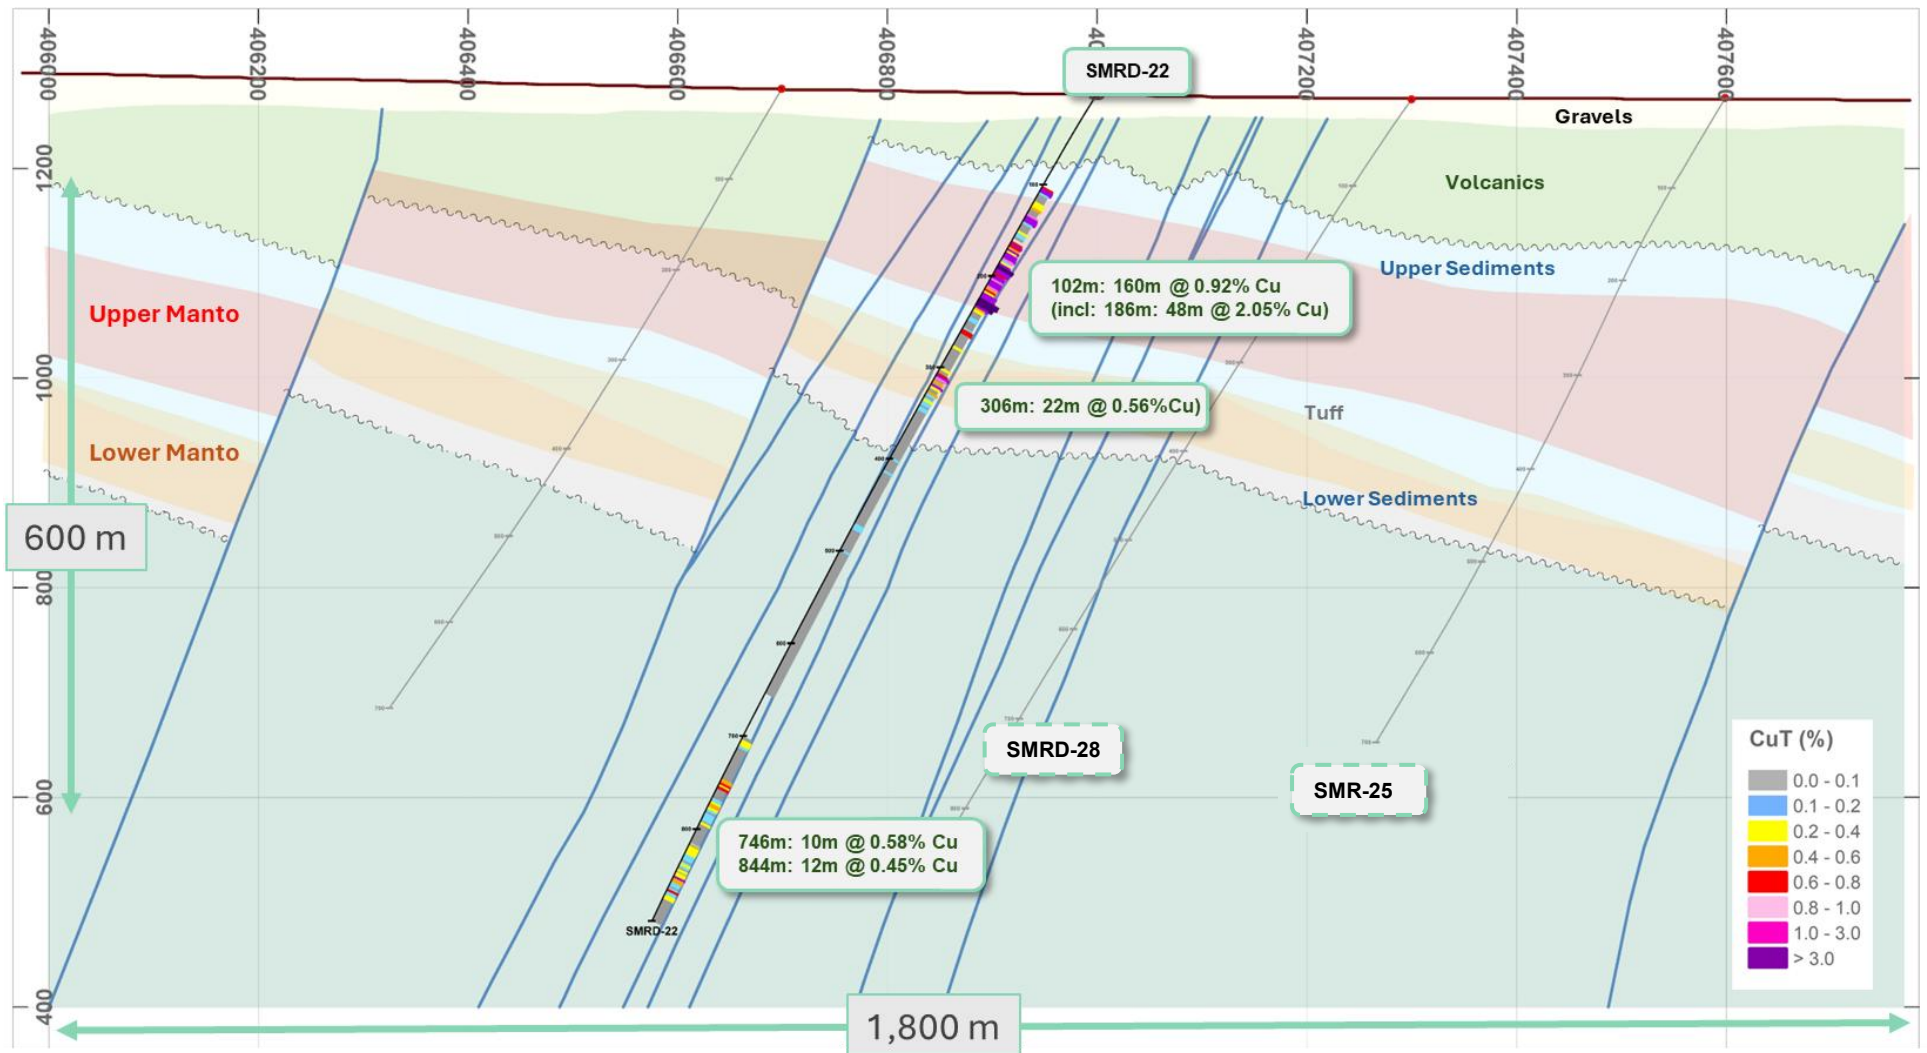 406000
406200
406400
406600
406800
40
407200
407400
407600
SMRD-22
Gravels
1200
Volcanics
Upper Sediments
102m: 160m @ 0.92% Cu
(incl: 186m: 48m @ 2.05% Cu)
Upper Manto
1000
306m: 22m @ 0.56%Cu)
Tuff
Lower Manto
Lower Sediments
600 m
800
SMRD-28
SMR-25
600
746m: 10m @ 0.58% Cu
844m: 12m @ 0.45% Cu
SMRD-22
CuT (%)
0.0 - 0.1
0.1 - 0.2
0.2 - 0.4
0.4 - 0.6
0.6 - 0.8
0.8 - 1.0
1.0 - 3.0
> 3.0
400
1,800 m